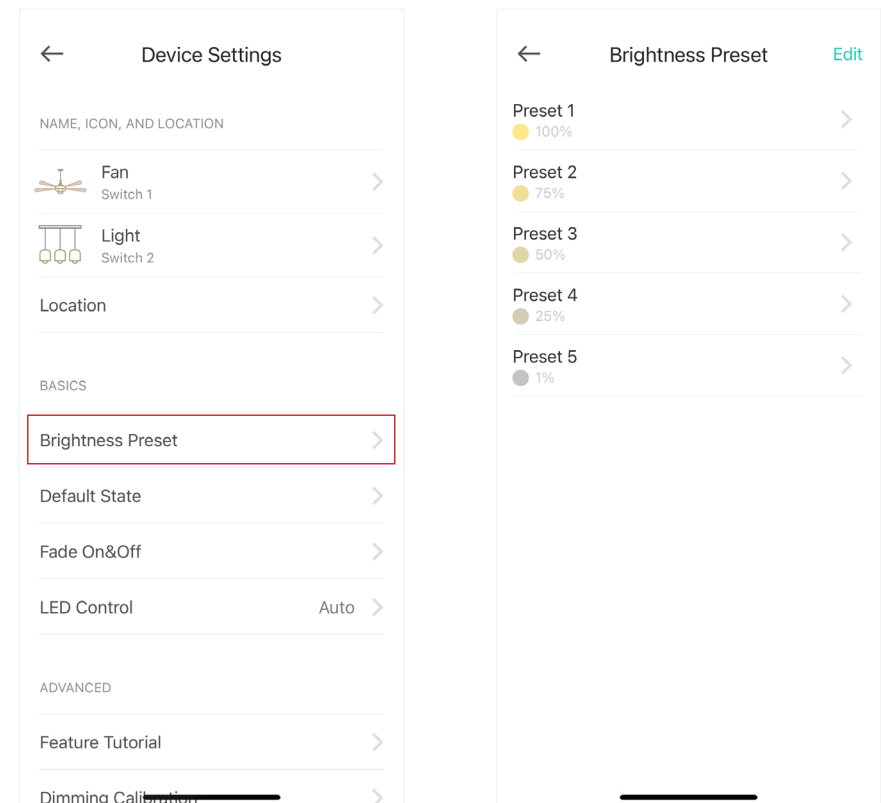 Device Settings
NAME, ICON, AND LOCATION
Fan
Switch 1
Light
Switch 2
Location
BASICS
Brightness Preset
Default State
Fade On&Off
LED Control Auto
ADVANCED
Feature Tutorial
Dimming Calibration
Brightness Preset Edit
Preset 1
100%
Preset 2
75%
Preset 3
50%
Preset 4
25%
Preset 5
1%